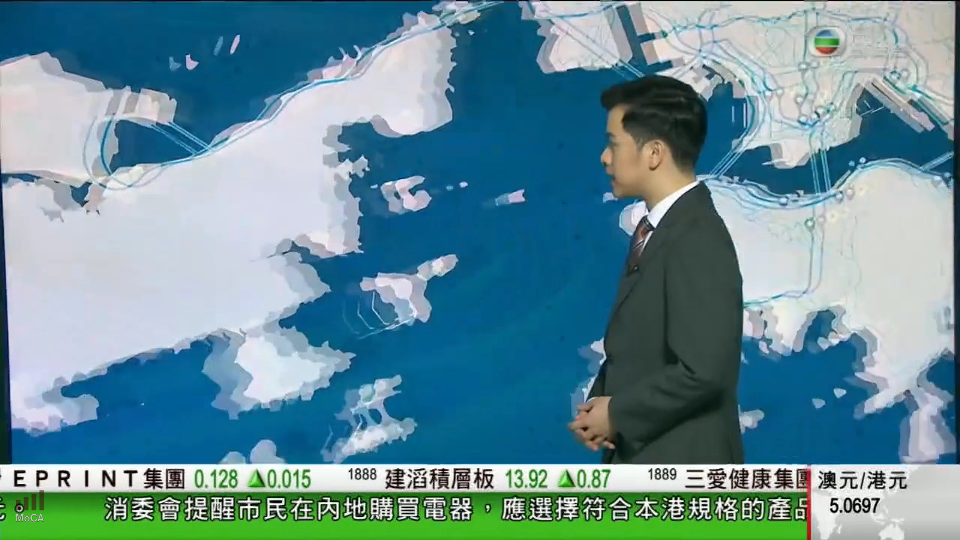 EPRINT集團 0.128 ▲0.015 1888 建滔積層板 13.92 ▲0.87 1889 三愛健康集團
澳元/港元
5.0697
消委會提醒市民在內地購買電器，應選擇符合本港規格的產品
MoCA